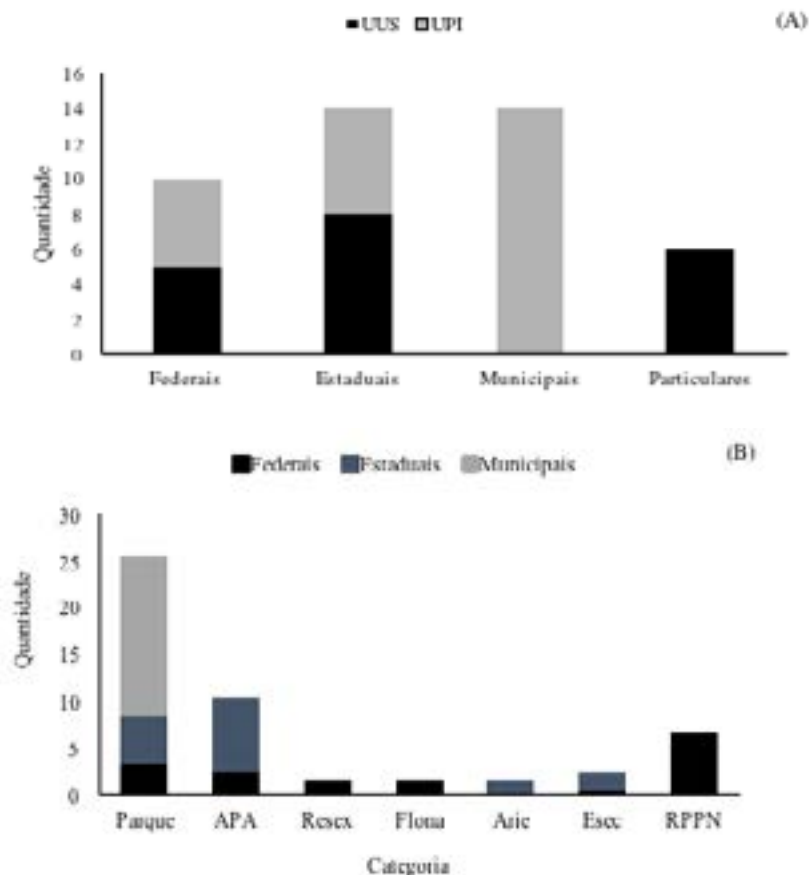 UUS UPI
(A)
16
14
12
10
8
6
4
2
0
Quantidade
Federais Estaduais Municipais Particulares
(B)
Federais Estaduais Municipais
30
25
20
15
10
5
0
Quantidade
Parque APA Resex Flona Arie Esec RPPN
Categoria